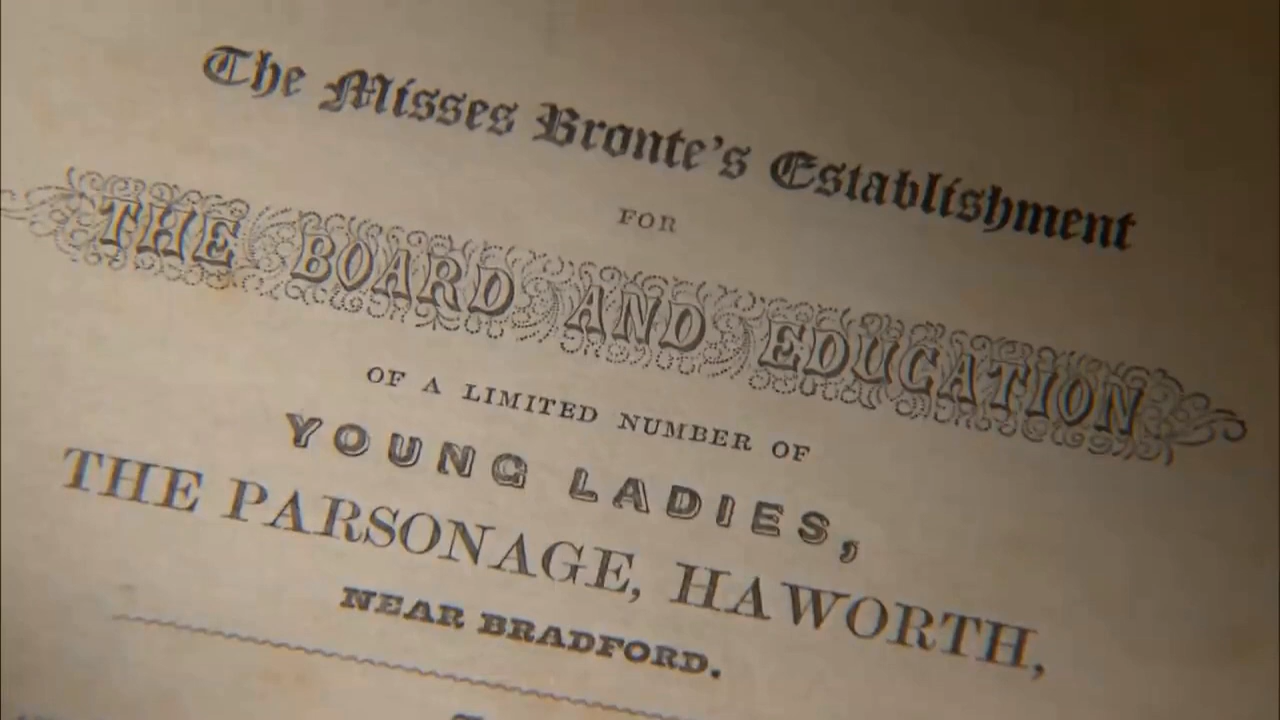 The Misses Bronte's Establishment
FOR
THE BOARD AND EDUCATION
OF A LIMITED NUMBER OF
YOUNG LADIES,
THE PARSONAGE, HAWORTH,
NEAR BRADFORD.